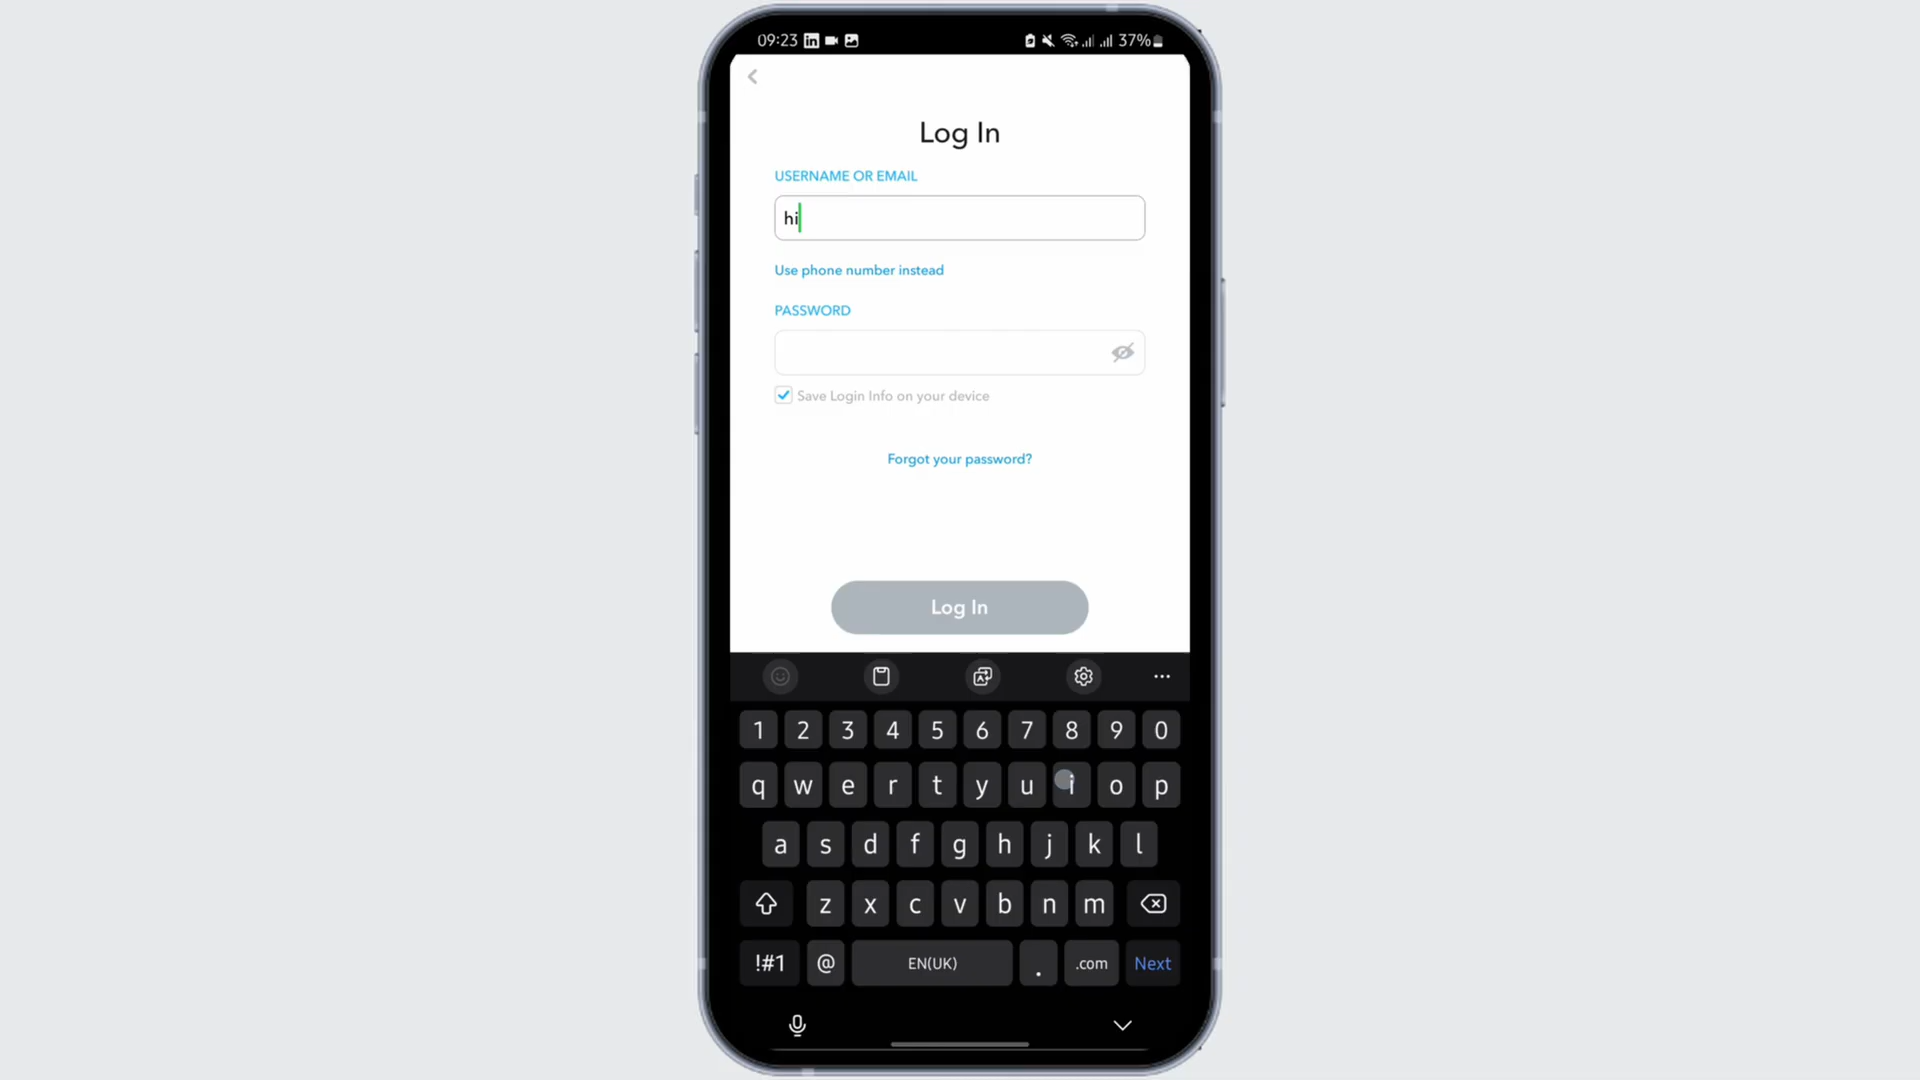 09:23 in 37%
Log In
USERNAME OR EMAIL
hi
Use phone number instead
PASSWORD
Save Login Info on your device
Forgot your password?
Log In
1 2 3 4 5 6 7 8 9 0
q w e r t y u i o p
a s d f g h j k l
z x c v b n m
!#1 @ EN(UK) . .com Next